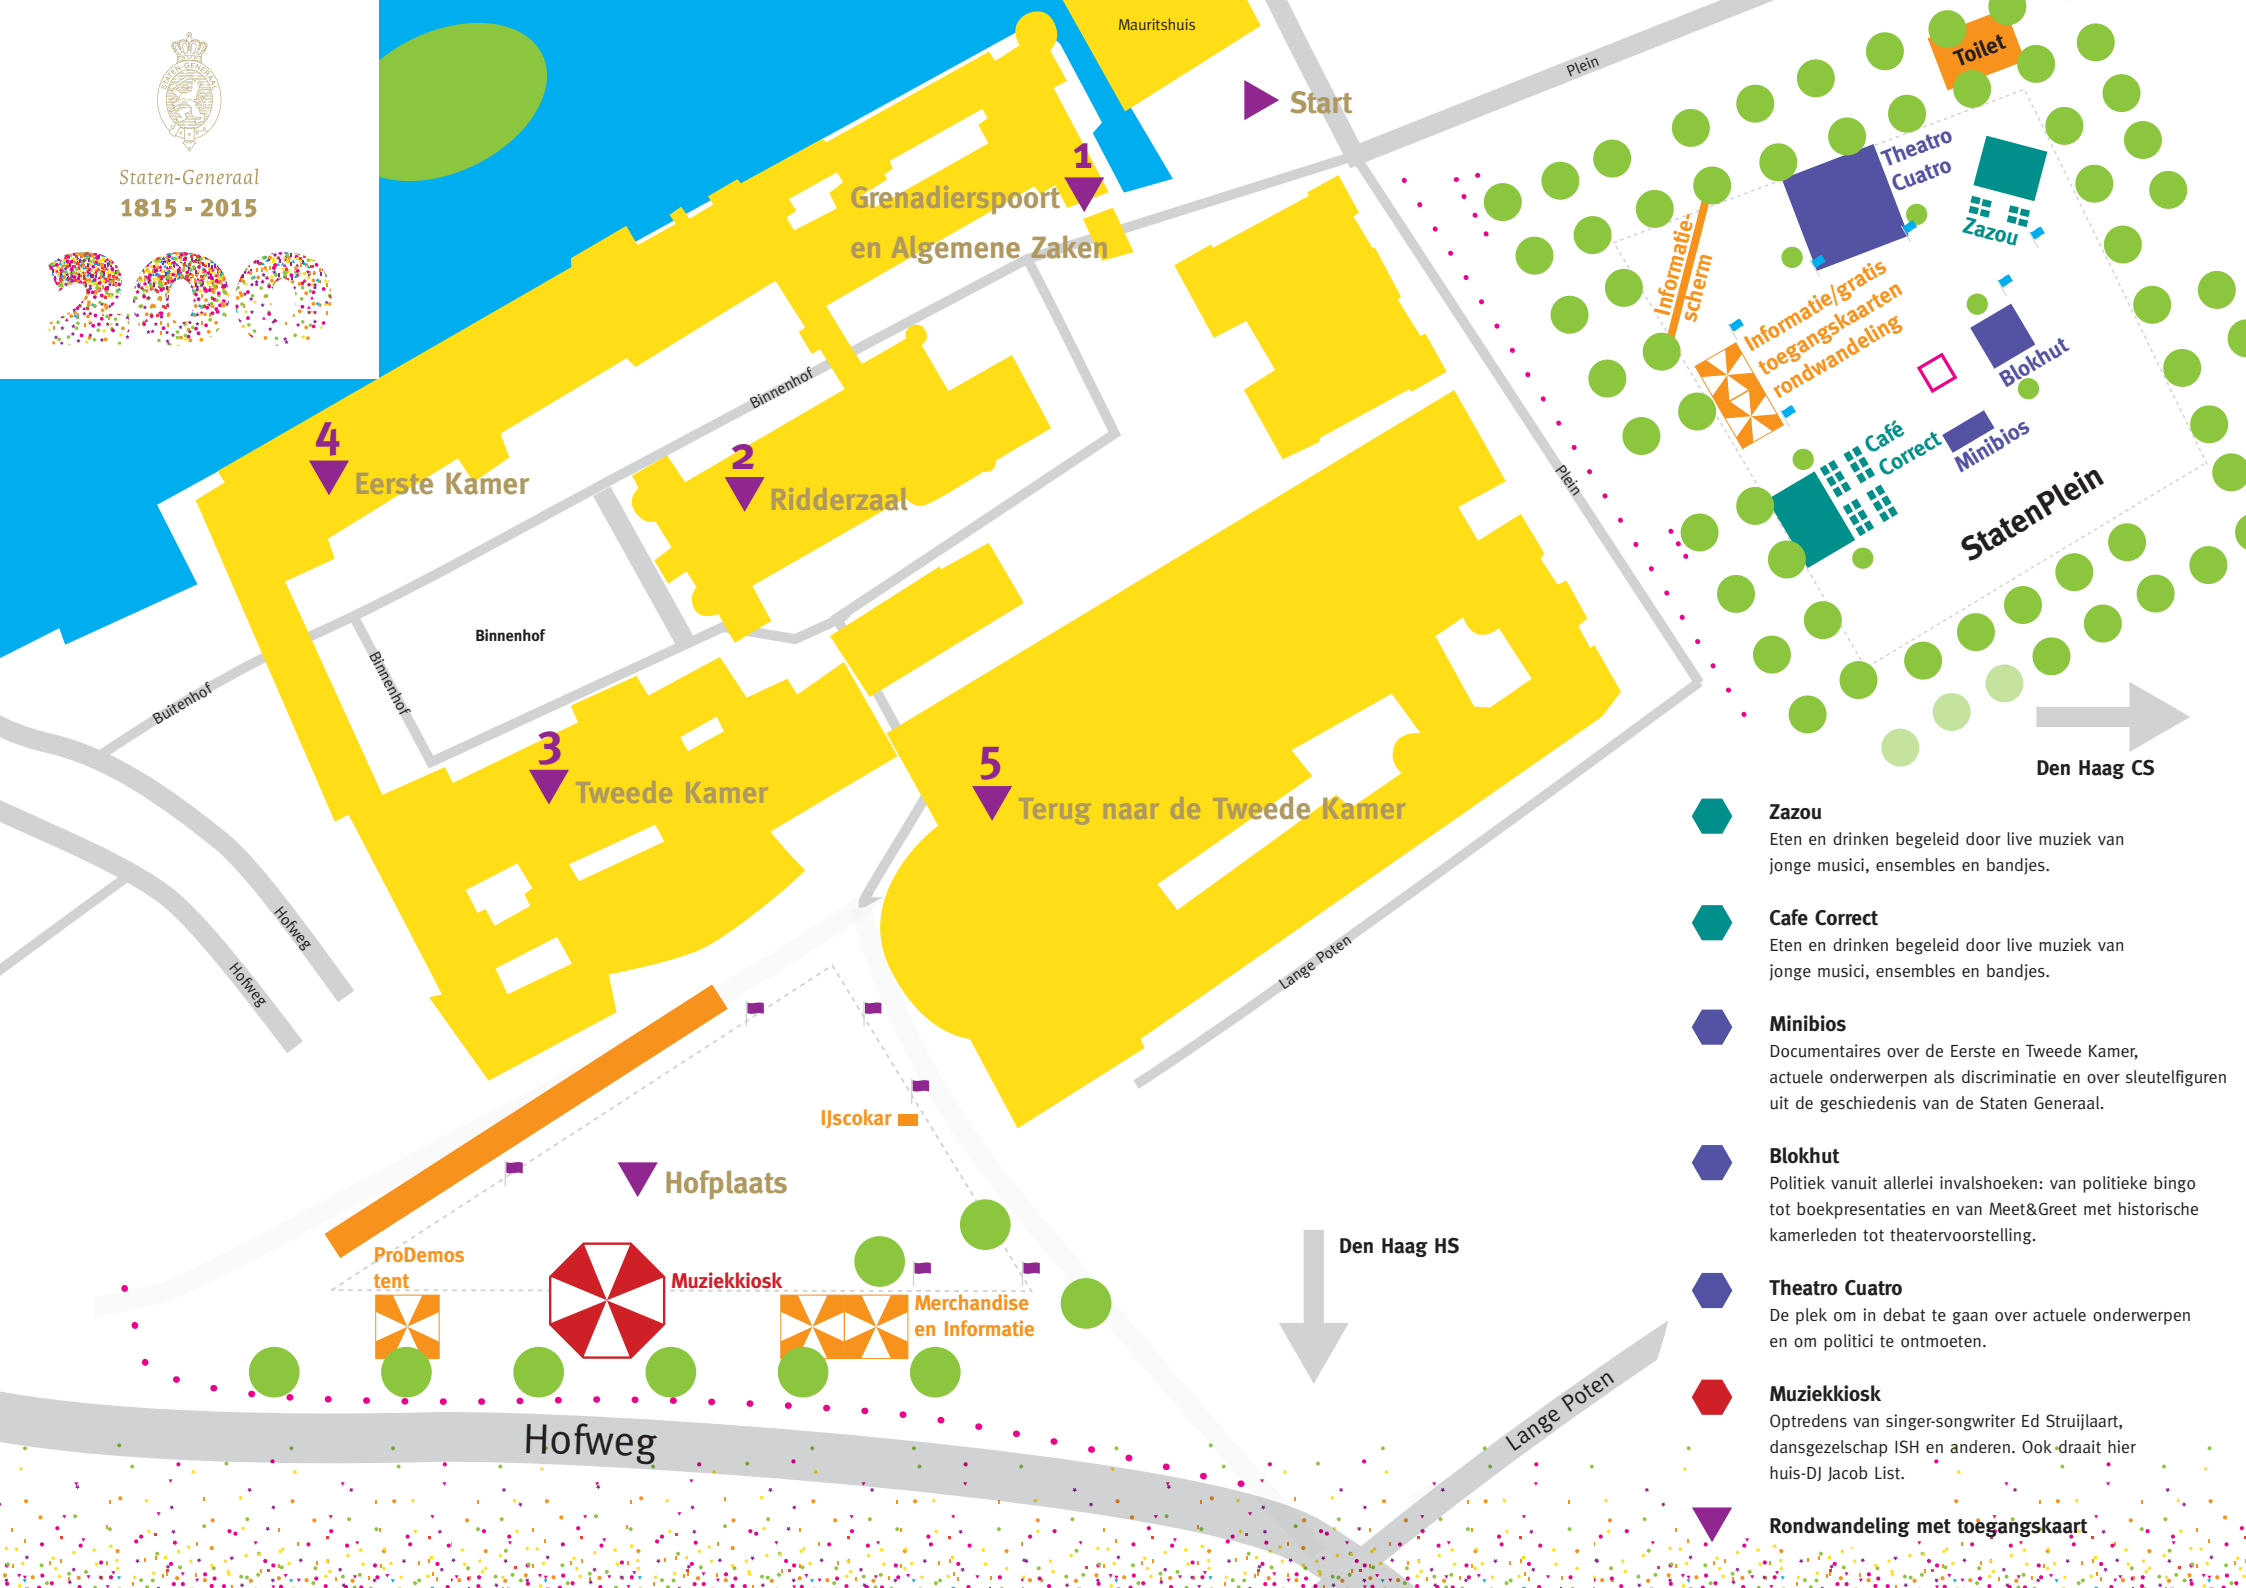 STATEN-GENERAAL
Staten-Generaal
1815 - 2015
200
Mauritshuis
Start
Plein
Toilet
1
Grenadierspoort
en Algemene Zaken
Theatro
Cuatro
Zazou
Informatie-
scherm
Informatie/gratis
toegangskaarten
rondwandeling
Blokhut
Café
Correct
Minibios
StatenPlein
Binnenhof
4
Eerste Kamer
2
Ridderzaal
Plein
Binnenhof
Binnenhof
Buitenhof
3
Tweede Kamer
5
Terug naar de Tweede Kamer
Hofweg
Hofweg
Lange Poten
IJscokar
Hofplaats
ProDemos
tent
Muziekkiosk
Merchandise
en Informatie
Den Haag HS
Hofweg
Lange Poten
Den Haag CS
Zazou
Eten en drinken begeleid door live muziek van
jonge musici, ensembles en bandjes.
Cafe Correct
Eten en drinken begeleid door live muziek van
jonge musici, ensembles en bandjes.
Minibios
Documentaires over de Eerste en Tweede Kamer,
actuele onderwerpen als discriminatie en over sleutelfiguren
uit de geschiedenis van de Staten Generaal.
Blokhut
Politiek vanuit allerlei invalshoeken: van politieke bingo
tot boekpresentaties en van Meet&Greet met historische
kamerleden tot theatervoorstelling.
Theatro Cuatro
De plek om in debat te gaan over actuele onderwerpen
en om politici te ontmoeten.
Muziekkiosk
Optredens van singer-songwriter Ed Struijlaart,
dansgezelschap ISH en anderen. Ook draait hier
huis-DJ Jacob List.
Rondwandeling met toegangskaart